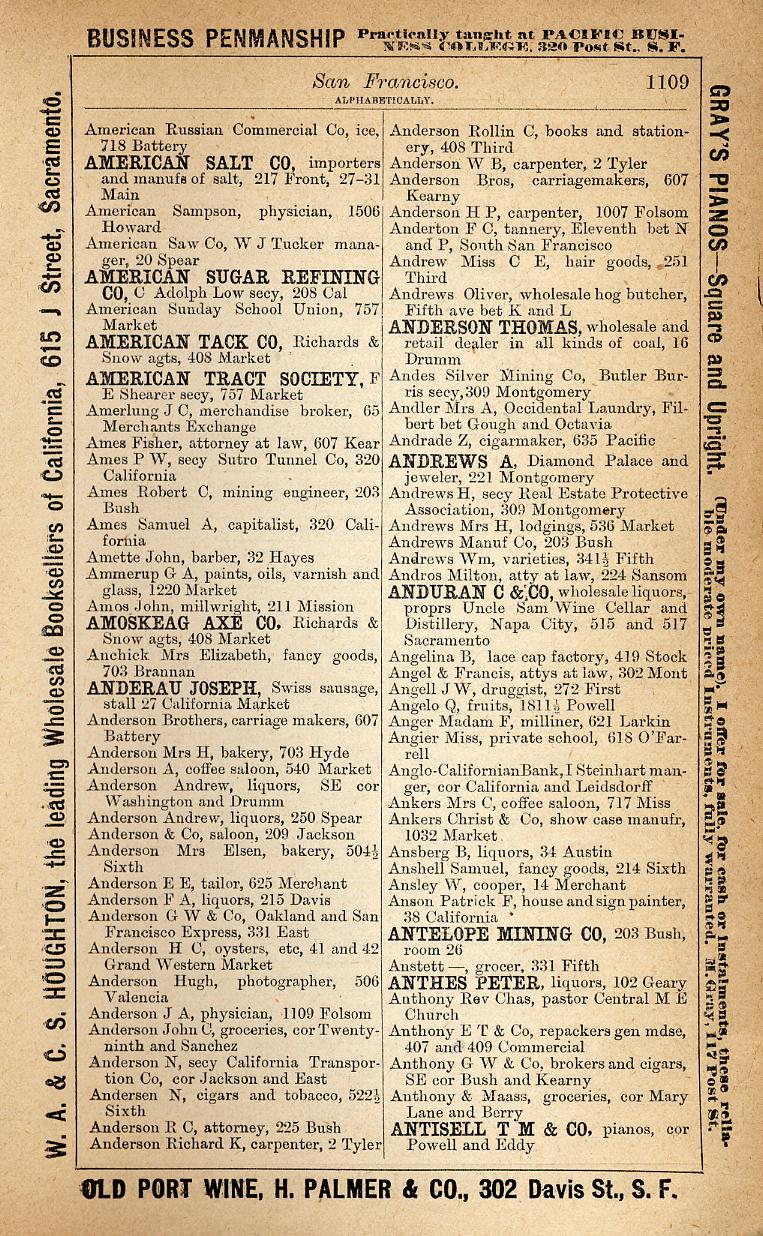 BUSINESS PENMANSHIP Practically taught at PACIFIC BUSI-
NESS COLLEGE, 320 Post St., S. F.
San Francisco. 1109
ALPHABETICALLY.
American Russian Commercial Co, ice,
718 Battery
AMERICAN SALT CO, importers
and manufs of salt, 217 Front, 27-31
Main
American Sampson, physician, 1506
Howard
American Saw Co, W J Tucker mana-
ger, 20 Spear
AMERICAN SUGAR REFINING
CO, C Adolph Low secy, 208 Cal
American Sunday School Union, 757
Market
AMERICAN TACK CO, Richards &
Snow agts, 408 Market
AMERICAN TRACT SOCIETY, F
E Shearer secy, 757 Market
Amerlung J C, merchandise broker, 65
Merchants Exchange
Ames Fisher, attorney at law, 607 Kear
Ames P W, secy Sutro Tunnel Co, 320
California
Ames Robert C, mining engineer, 203
Bush
Ames Samuel A, capitalist, 320 Cali-
fornia
Amette John, barber, 32 Hayes
Ammerup G A, paints, oils, varnish and
glass, 1220 Market
Amos John, millwright, 211 Mission
AMOSKEAG AXE CO, Richards &
Snow agts, 408 Market
Anchick Mrs Elizabeth, fancy goods,
703 Brannan
ANDERAU JOSEPH, Swiss sausage,
stall 27 California Market
Anderson Brothers, carriage makers, 607
Battery
Anderson Mrs H, bakery, 703 Hyde
Anderson A, coffee saloon, 540 Market
Anderson Andrew, liquors, SE cor
Washington and Drumm
Anderson Andrew, liquors, 250 Spear
Anderson & Co, saloon, 209 Jackson
Anderson Mrs Elsen, bakery, 504½
Sixth
Anderson E E, tailor, 625 Merchant
Anderson F A, liquors, 215 Davis
Anderson G W & Co, Oakland and San
Francisco Express, 331 East
Anderson H C, oysters, etc, 41 and 42
Grand Western Market
Anderson Hugh, photographer, 506
Valencia
Anderson J A, physician, 1109 Folsom
Anderson John C, groceries, cor Twenty-
ninth and Sanchez
Anderson N, secy California Transpor-
tion Co, cor Jackson and East
Andersen N, cigars and tobacco, 522½
Sixth
Anderson R C, attorney, 225 Bush
Anderson Richard K, carpenter, 2 Tyler
Anderson Rollin C, books and station-
ery, 408 Third
Anderson W B, carpenter, 2 Tyler
Anderson Bros, carriagemakers, 607
Kearny
Anderson H P, carpenter, 1007 Folsom
Anderton F C, tannery, Eleventh bet N
and P, South San Francisco
Andrew Miss C E, hair goods, 251
Third
Andrews Oliver, wholesale hog butcher,
Fifth ave bet K and L
ANDERSON THOMAS, wholesale and
retail dealer in all kinds of coal, 16
Drumm
Andes Silver Mining Co, Butler Bur-
ris secy, 309 Montgomery
Andler Mrs A, Occidental Laundry, Fil-
bert bet Gough and Octavia
Andrade Z, cigarmaker, 635 Pacific
ANDREWS A, Diamond Palace and
jeweler, 221 Montgomery
Andrews H, secy Real Estate Protective
Association, 309 Montgomery
Andrews Mrs H, lodgings, 536 Market
Andrews Manuf Co, 203 Bush
Andrews Wm, varieties, 341½ Fifth
Andros Milton, atty at law, 224 Sansom
ANDURAN C & CO, wholesale liquors,
proprs Uncle Sam Wine Cellar and
Distillery, Napa City, 515 and 517
Sacramento
Angelina B, lace cap factory, 419 Stock
Angel & Francis, attys at law, 302 Mont
Angell J W, druggist, 272 First
Angelo Q, fruits, 1811½ Powell
Anger Madam F, milliner, 621 Larkin
Angier Miss, private school, 618 O'Far-
rell
Anglo-Californian Bank, I Steinhart man-
ger, cor California and Leidsdorff
Ankers Mrs C, coffee saloon, 717 Miss
Ankers Christ & Co, show case manufr,
1032 Market
Ansberg B, liquors, 34 Austin
Anshell Samuel, fancy goods, 214 Sixth
Ansley W, cooper, 14 Merchant
Anson Patrick F, house and sign painter,
38 California
ANTELOPE MINING CO, 203 Bush,
room 26
Anstett —, grocer, 331 Fifth
ANTHES PETER, liquors, 102 Geary
Anthony Rev Chas, pastor Central M E
Church
Anthony E T & Co, repackers gen mdse,
407 and 409 Commercial
Anthony G W & Co, brokers and cigars,
SE cor Bush and Kearny
Anthony & Maass, groceries, cor Mary
Lane and Berry
ANTISELL T M & CO, pianos, cor
Powell and Eddy
W. A. & C. S. HOUGHTON, the leading Wholesale Booksellers of California, 615 J Street, Sacramento.
GRAY'S PIANOS—Square and Upright. (Under my own name). I offer for sale, for cash or instalments, these relia-
ble moderate priced Instruments, fully warranted. M. Gray, 117 Post St.
OLD PORT WINE, H. PALMER & CO., 302 Davis St., S. F.